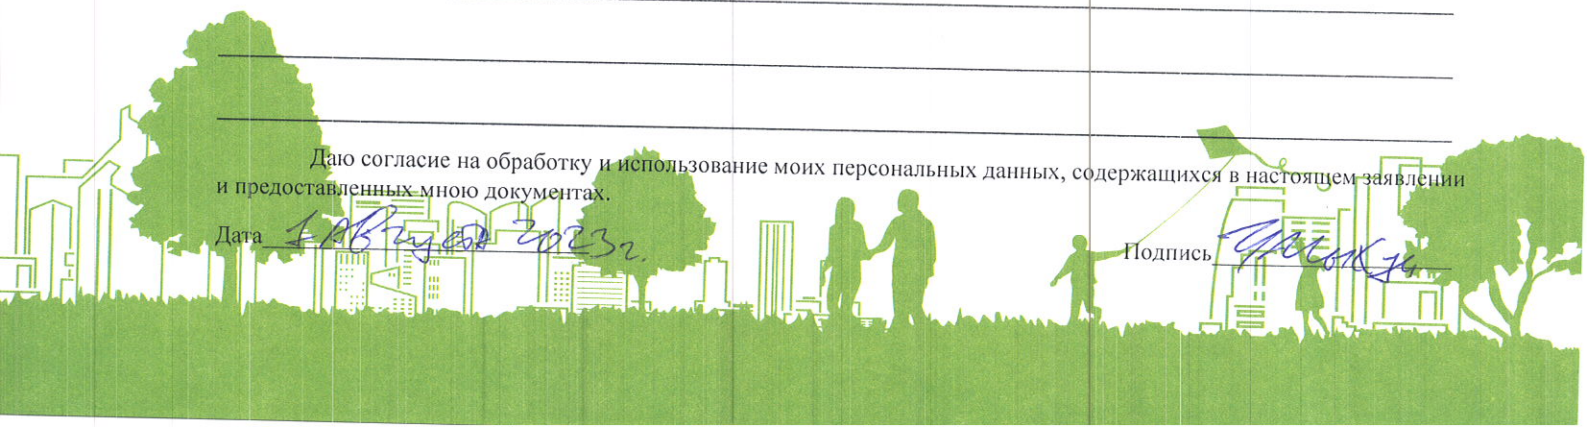 Даю согласие на обработку и использование моих персональных данных, содержащихся в настоящем заявлении
и предоставленных мною документах.
Дата 1 Августа 2023г. Подпись